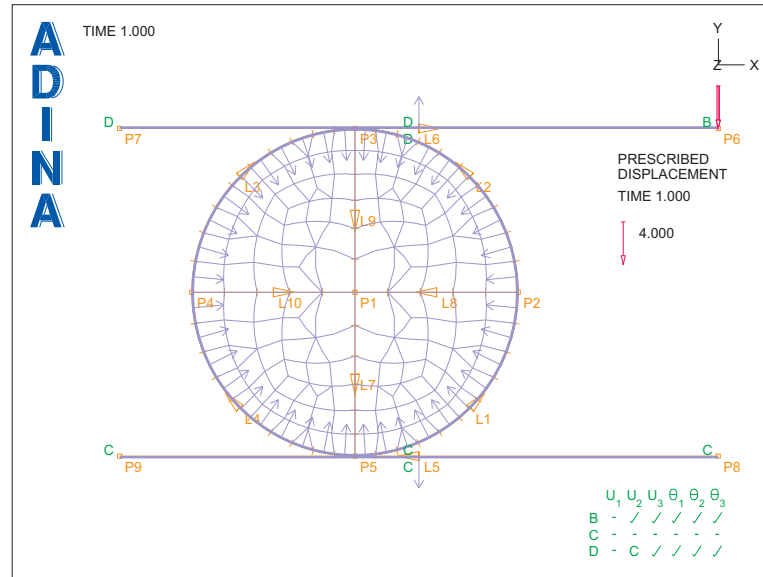 ADINA
TIME 1.000
Y
Z X
D B
P7 P3 D L6 P6
PRESCRIBED
DISPLACEMENT
TIME 1.000
4.000
L3 L2
L9
P4 L10 P1 L8 P2
L7
L4 L1
C C C
P9 P5 C L5 P8
U1 U2 U3 θ1 θ2 θ3
B - ✓ ✓ ✓ ✓ ✓
C - - - - - -
D - C ✓ ✓ ✓ ✓